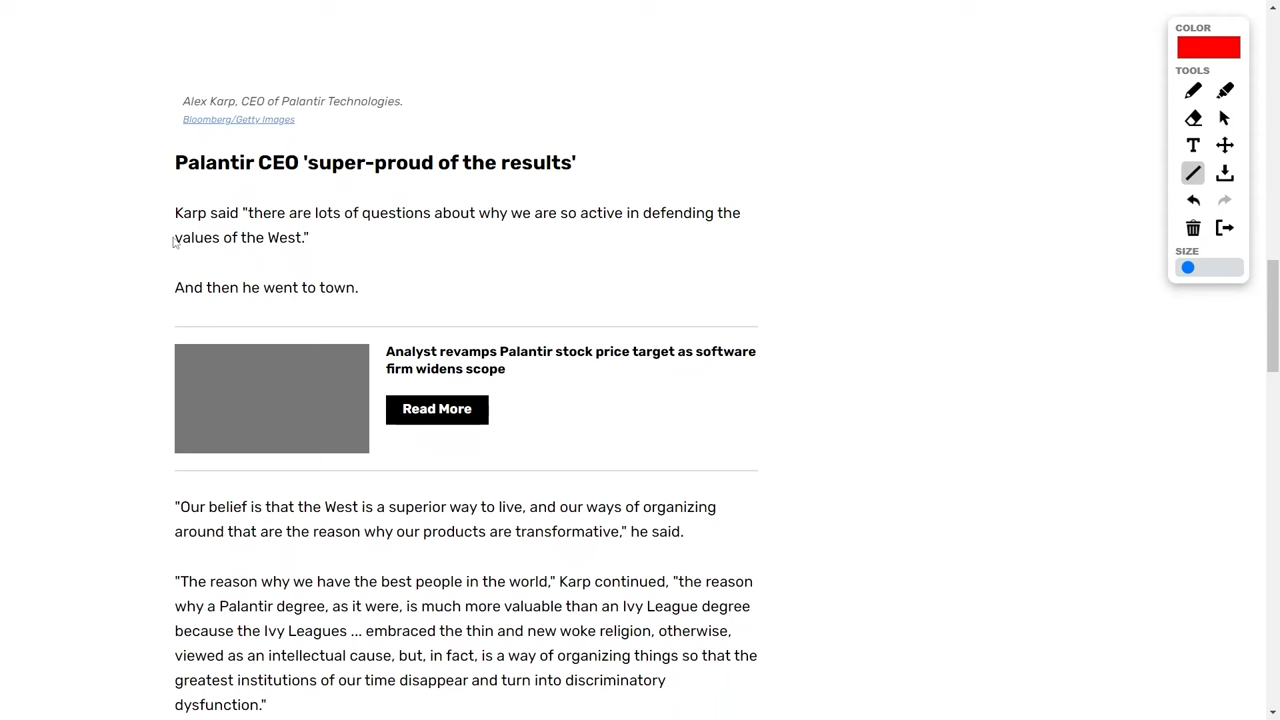 COLOR
TOOLS
T
SIZE
Alex Karp, CEO of Palantir Technologies.
Bloomberg/Getty Images
Palantir CEO 'super-proud of the results'
Karp said "there are lots of questions about why we are so active in defending the
values of the West."
And then he went to town.
Analyst revamps Palantir stock price target as software
firm widens scope
Read More
"Our belief is that the West is a superior way to live, and our ways of organizing
around that are the reason why our products are transformative," he said.
"The reason why we have the best people in the world," Karp continued, "the reason
why a Palantir degree, as it were, is much more valuable than an Ivy League degree
because the Ivy Leagues ... embraced the thin and new woke religion, otherwise,
viewed as an intellectual cause, but, in fact, is a way of organizing things so that the
greatest institutions of our time disappear and turn into discriminatory
dysfunction."